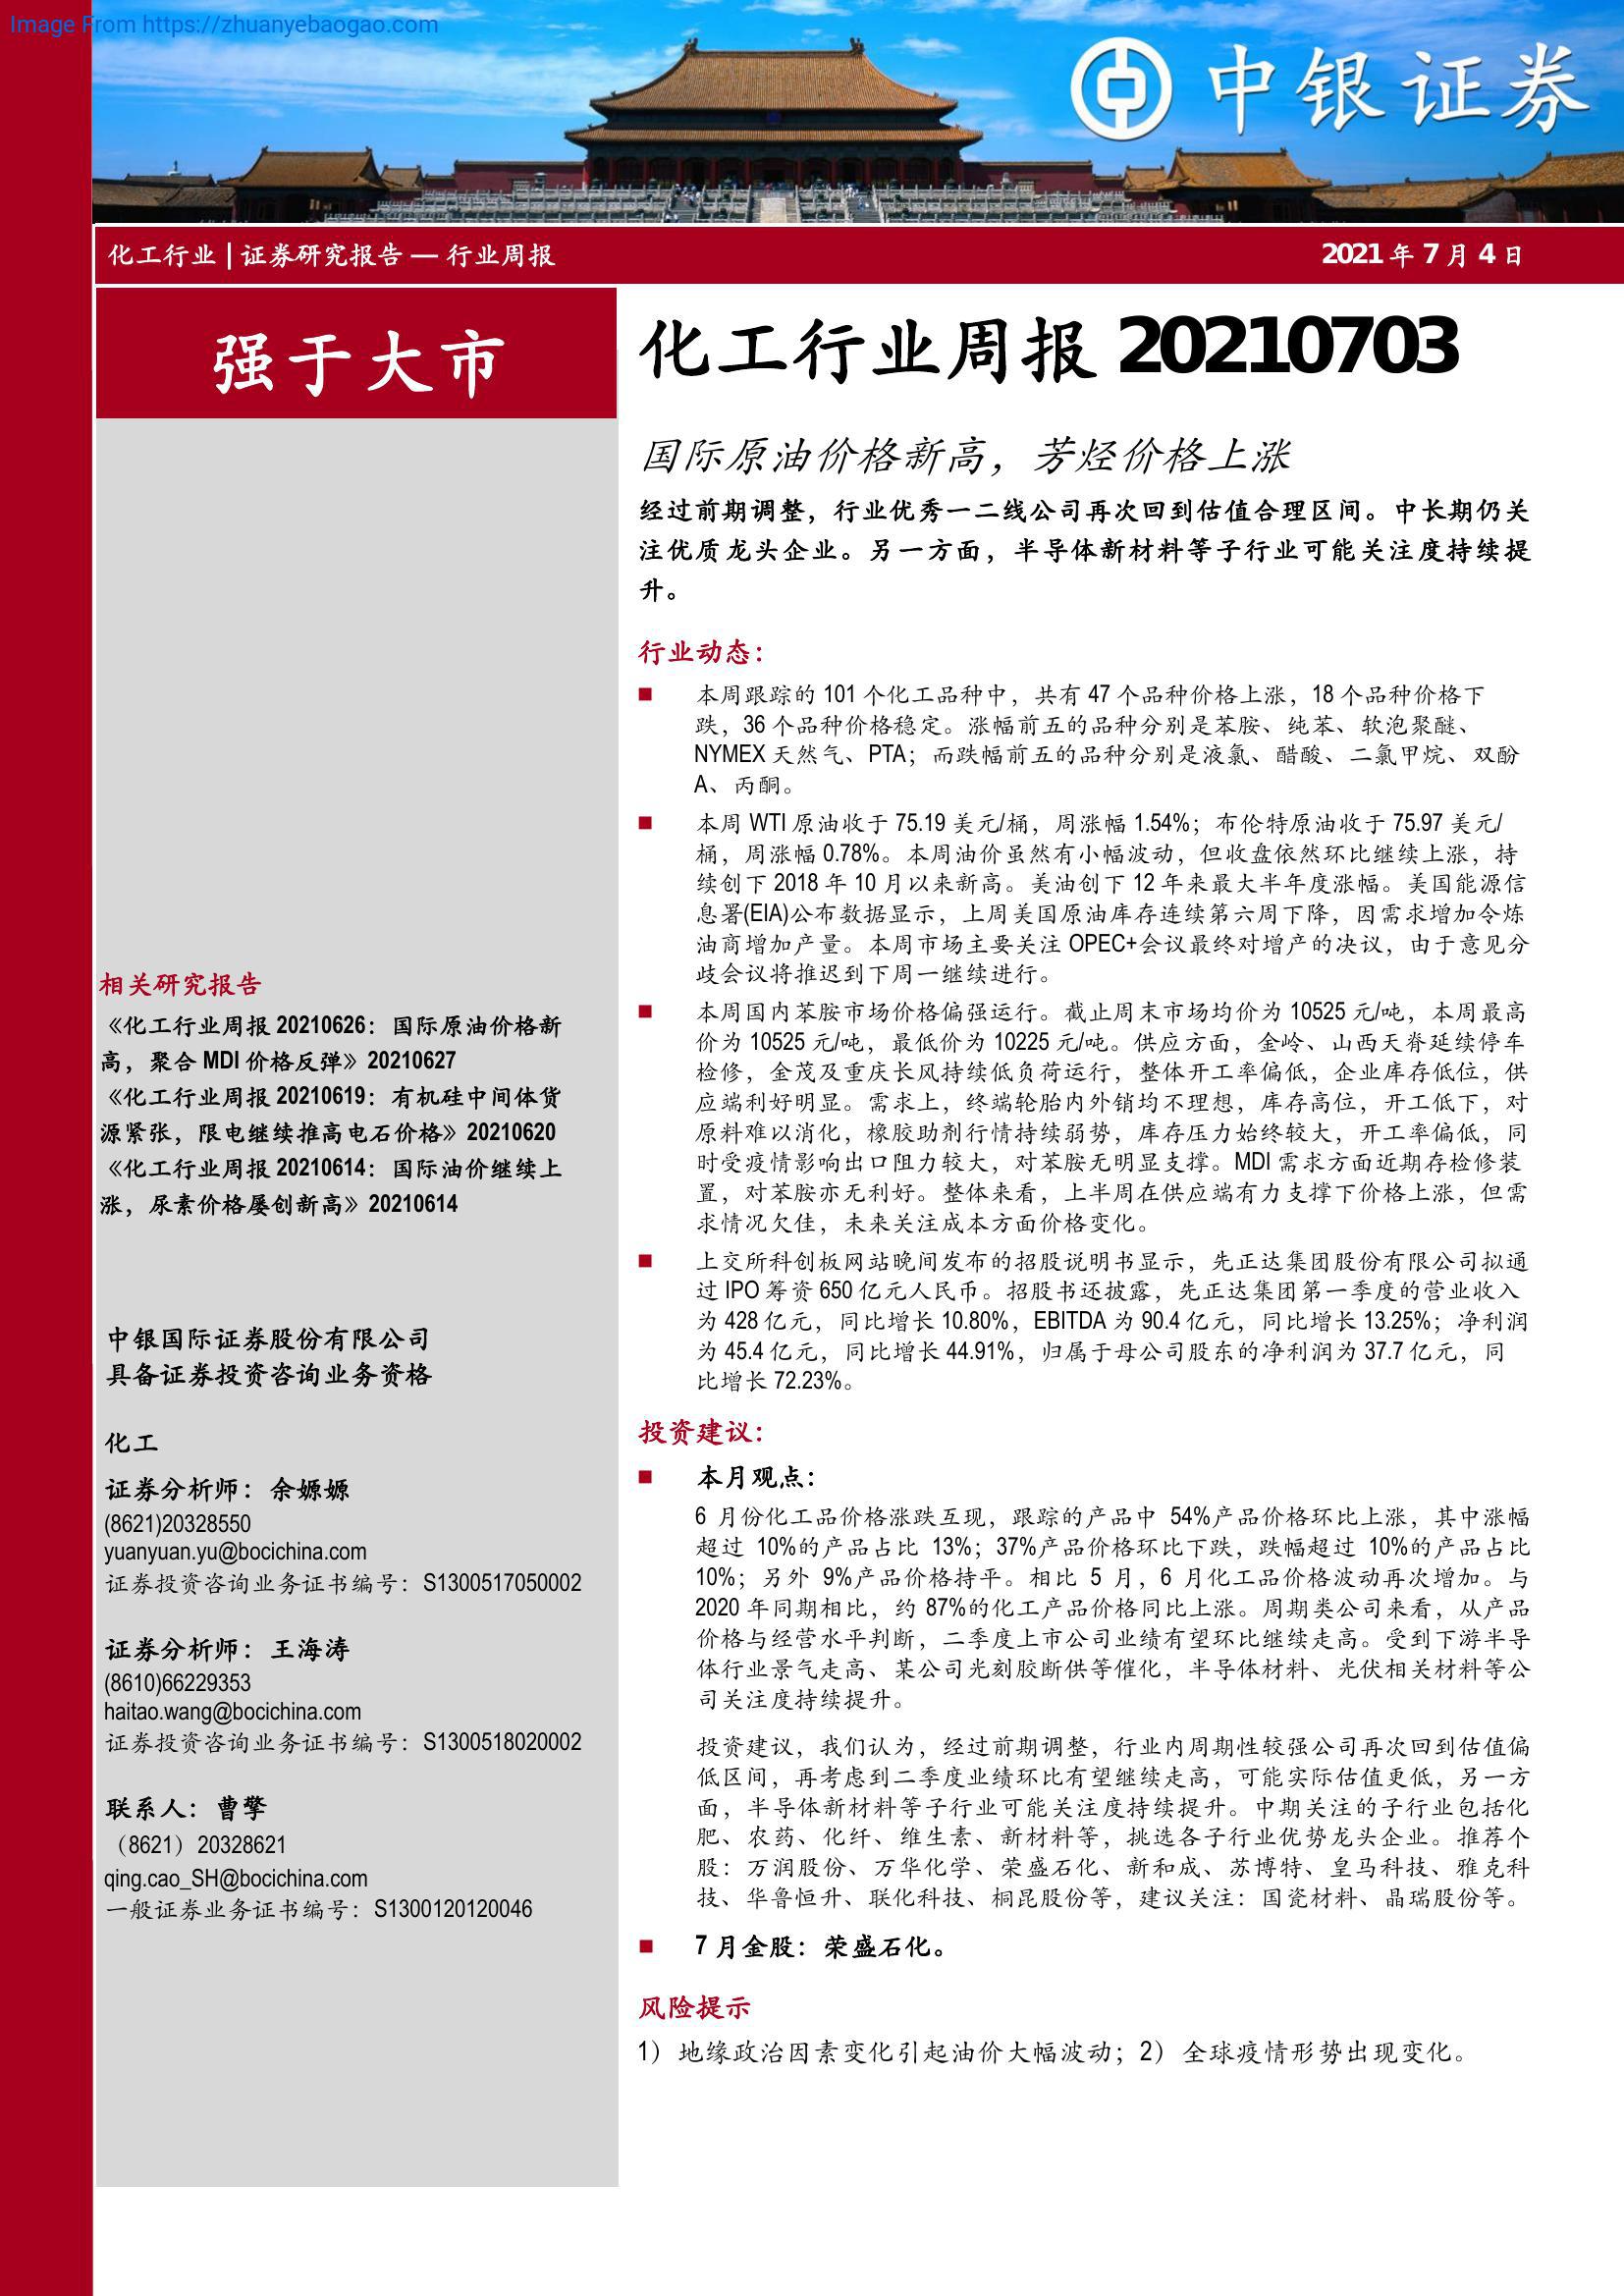 Image From https://zhuanyebaogao.com
中银证券
化工行业 | 证券研究报告 — 行业周报
2021 年 7 月 4 日
强于大市
化工行业周报 20210703
国际原油价格新高，芳烃价格上涨
经过前期调整，行业优秀一二线公司再次回到估值合理区间。中长期仍关
注优质龙头企业。另一方面，半导体新材料等子行业可能关注度持续提
升。
行业动态：
■ 本周跟踪的 101 个化工品种中，共有 47 个品种价格上涨，18 个品种价格下
跌，36 个品种价格稳定。涨幅前五的品种分别是苯胺、纯苯、软泡聚醚、
NYMEX 天然气、PTA；而跌幅前五的品种分别是液氯、醋酸、二氯甲烷、双酚
A、丙酮。
■ 本周 WTI 原油收于 75.19 美元/桶，周涨幅 1.54%；布伦特原油收于 75.97 美元/
桶，周涨幅 0.78%。本周油价虽然有小幅波动，但收盘依然环比继续上涨，持
续创下 2018 年 10 月以来新高。美油创下 12 年来最大半年度涨幅。美国能源信
息署(EIA)公布数据显示，上周美国原油库存连续第六周下降，因需求增加令炼
油商增加产量。本周市场主要关注 OPEC+会议最终对增产的决议，由于意见分
歧会议将推迟到下周一继续进行。
■ 本周国内苯胺市场价格偏强运行。截止周末市场均价为 10525 元/吨，本周最高
价为 10525 元/吨，最低价为 10225 元/吨。供应方面，金岭、山西天脊延续停车
检修，金茂及重庆长风持续低负荷运行，整体开工率偏低，企业库存低位，供
应端利好明显。需求上，终端轮胎内外销均不理想，库存高位，开工低下，对
原料难以消化，橡胶助剂行情持续弱势，库存压力始终较大，开工率偏低，同
时受疫情影响出口阻力较大，对苯胺无明显支撑。MDI 需求方面近期存检修装
置，对苯胺亦无利好。整体来看，上半周在供应端有力支撑下价格上涨，但需
求情况欠佳，未来关注成本方面价格变化。
■ 上交所科创板网站晚间发布的招股说明书显示，先正达集团股份有限公司拟通
过 IPO 筹资 650 亿元人民币。招股书还披露，先正达集团第一季度的营业收入
为 428 亿元，同比增长 10.80%，EBITDA 为 90.4 亿元，同比增长 13.25%；净利润
为 45.4 亿元，同比增长 44.91%，归属于母公司股东的净利润为 37.7 亿元，同
比增长 72.23%。
投资建议：
■ 本月观点：
6 月份化工品价格涨跌互现，跟踪的产品中 54%产品价格环比上涨，其中涨幅
超过 10%的产品占比 13%；37%产品价格环比下跌，跌幅超过 10%的产品占比
10%；另外 9%产品价格持平。相比 5 月，6 月化工品价格波动再次增加。与
2020 年同期相比，约 87%的化工产品价格同比上涨。周期类公司来看，从产品
价格与经营水平判断，二季度上市公司业绩有望环比继续走高。受到下游半导
体行业景气走高、某公司光刻胶断供等催化，半导体材料、光伏相关材料等公
司关注度持续提升。
投资建议，我们认为，经过前期调整，行业内周期性较强公司再次回到估值偏
低区间，再考虑到二季度业绩环比有望继续走高，可能实际估值更低，另一方
面，半导体新材料等子行业可能关注度持续提升。中期关注的子行业包括化
肥、农药、化纤、维生素、新材料等，挑选各子行业优势龙头企业。推荐个
股：万润股份、万华化学、荣盛石化、新和成、苏博特、皇马科技、雅克科
技、华鲁恒升、联化科技、桐昆股份等，建议关注：国瓷材料、晶瑞股份等。
■ 7 月金股：荣盛石化。
风险提示
1）地缘政治因素变化引起油价大幅波动；2）全球疫情形势出现变化。
相关研究报告
《化工行业周报 20210626：国际原油价格新
高，聚合 MDI 价格反弹》20210627
《化工行业周报 20210619：有机硅中间体货
源紧张，限电继续推高电石价格》20210620
《化工行业周报 20210614：国际油价继续上
涨，尿素价格屡创新高》20210614
中银国际证券股份有限公司
具备证券投资咨询业务资格
化工
证券分析师：余嫄嫄
(8621)20328550
yuanyuan.yu@bocichina.com
证券投资咨询业务证书编号：S1300517050002
证券分析师：王海涛
(8610)66229353
haitao.wang@bocichina.com
证券投资咨询业务证书编号：S1300518020002
联系人：曹擎
（8621）20328621
qing.cao_SH@bocichina.com
一般证券业务证书编号：S1300120120046